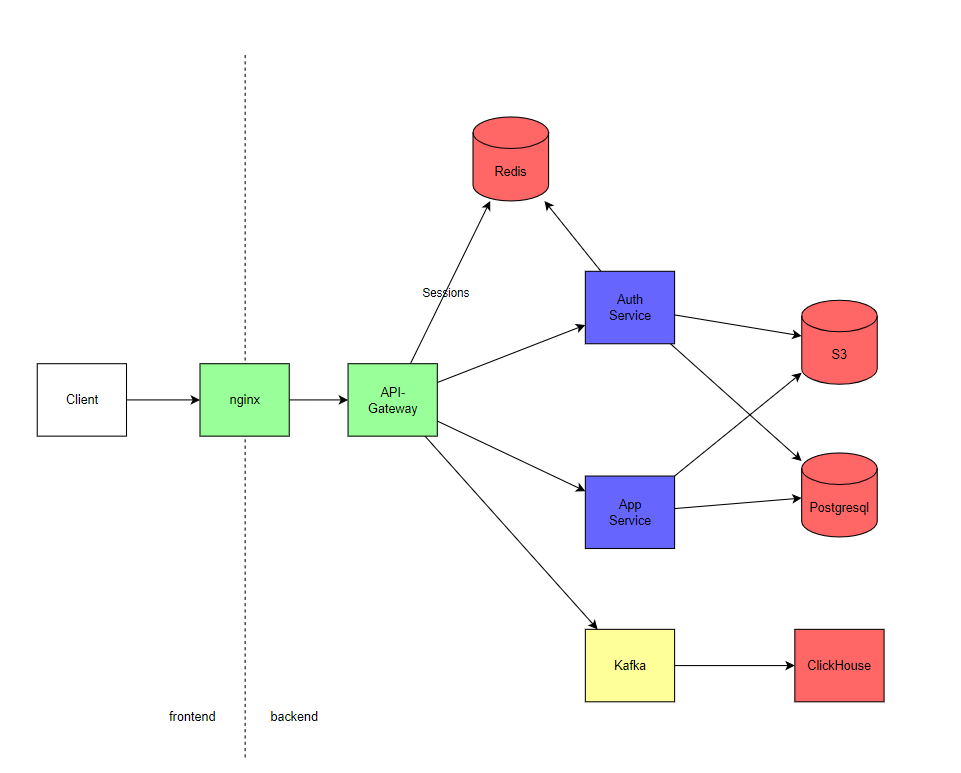 Redis
Sessions
Auth
Service
S3
Client
nginx
API-
Gateway
App
Service
Postgresql
Kafka
ClickHouse
frontend
backend